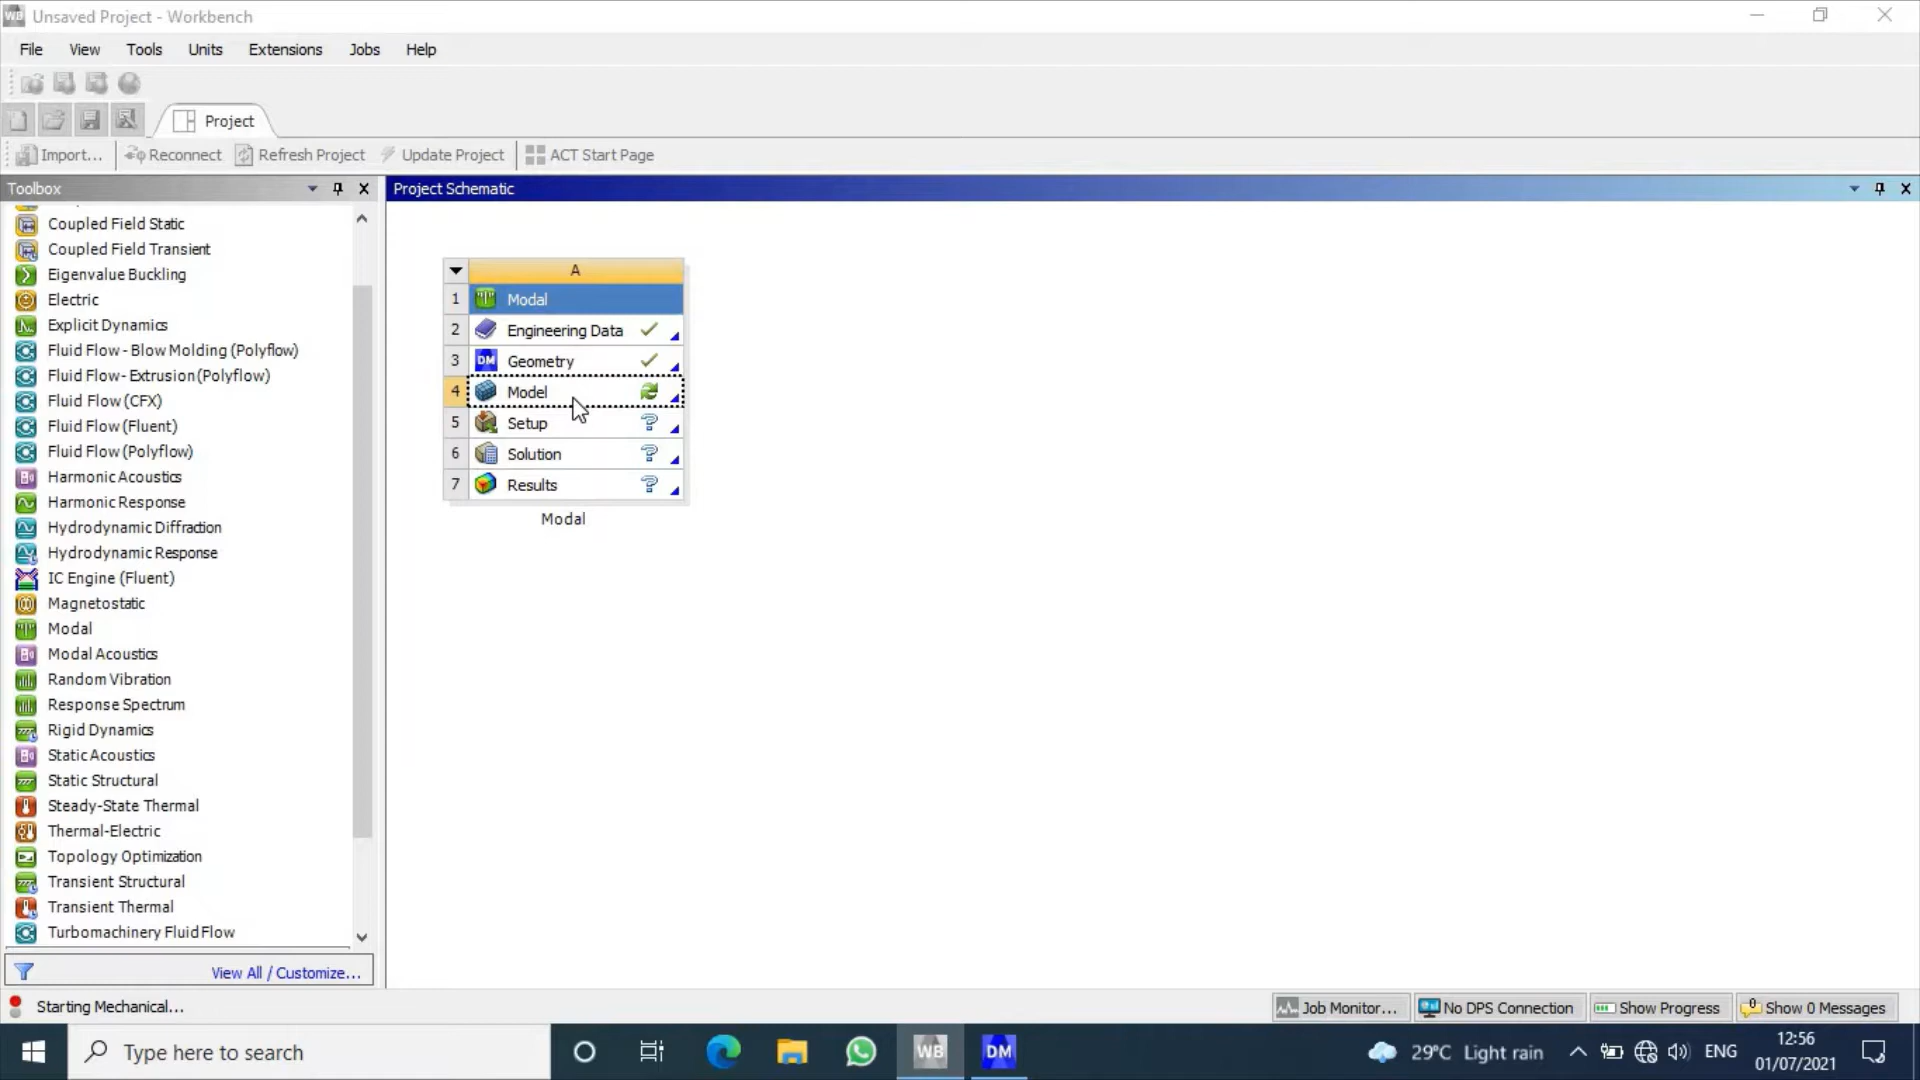 WB Unsaved Project - Workbench
File View Tools Units Extensions Jobs Help
Project
Import... Reconnect Refresh Project Update Project ACT Start Page
Toolbox
Coupled Field Static
Coupled Field Transient
Eigenvalue Buckling
Electric
Explicit Dynamics
Fluid Flow - Blow Molding (Polyflow)
Fluid Flow- Extrusion (Polyflow)
Fluid Flow (CFX)
Fluid Flow (Fluent)
Fluid Flow (Polyflow)
Harmonic Acoustics
Harmonic Response
Hydrodynamic Diffraction
Hydrodynamic Response
IC Engine (Fluent)
Magnetostatic
Modal
Modal Acoustics
Random Vibration
Response Spectrum
Rigid Dynamics
Static Acoustics
Static Structural
Steady-State Thermal
Thermal-Electric
Topology Optimization
Transient Structural
Transient Thermal
Turbomachinery Fluid Flow
View All / Customize...
Project Schematic
A
1 Modal
2 Engineering Data
3 DM Geometry
4 Model
5 Setup ?
6 Solution ?
7 Results ?
Modal
Starting Mechanical...
Job Monitor... No DPS Connection Show Progress 0 Show 0 Messages
Type here to search
WB DM
29°C Light rain
ENG
12:56
01/07/2021